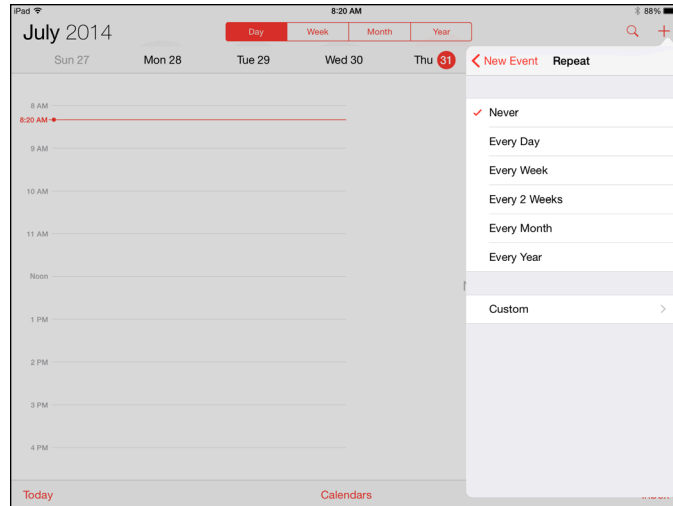 iPad 8:20 AM 88%
July 2014
Day Week Month Year
Sun 27 Mon 28 Tue 29 Wed 30 Thu 31
New Event Repeat
8 AM
8:20 AM
9 AM
10 AM
11 AM
Noon
1 PM
2 PM
3 PM
4 PM
Never
Every Day
Every Week
Every 2 Weeks
Every Month
Every Year
Custom
Today Calendars